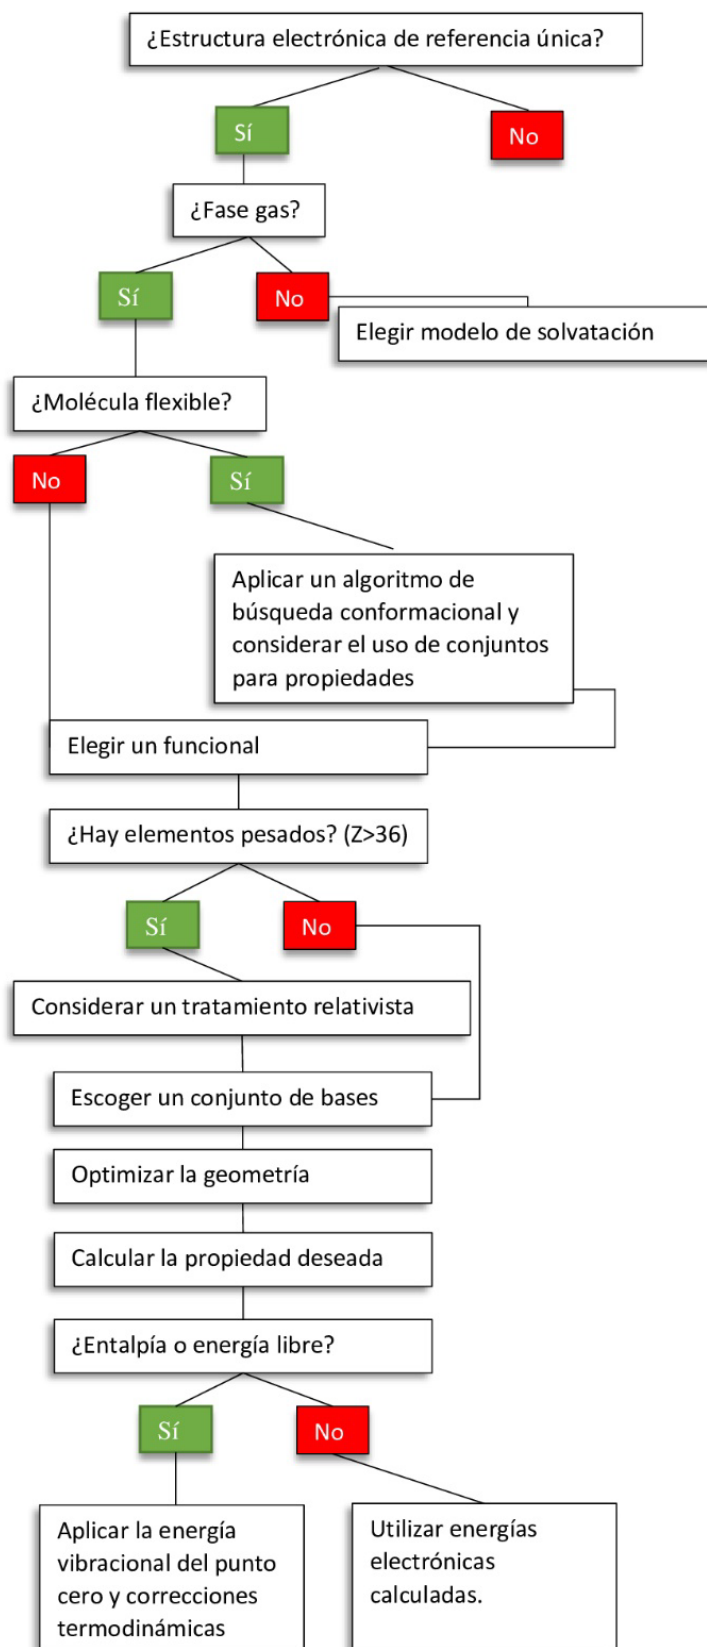 ¿Estructura electrónica de referencia única?
Sí
No
¿Fase gas?
Sí
No
Elegir modelo de solvatación
¿Molécula flexible?
No
Sí
Aplicar un algoritmo de
búsqueda conformacional y
considerar el uso de conjuntos
para propiedades
Elegir un funcional
¿Hay elementos pesados? (Z>36)
Sí
No
Considerar un tratamiento relativista
Escoger un conjunto de bases
Optimizar la geometría
Calcular la propiedad deseada
¿Entalpía o energía libre?
Sí
No
Aplicar la energía
vibracional del punto
cero y correcciones
termodinámicas
Utilizar energías
electrónicas
calculadas.